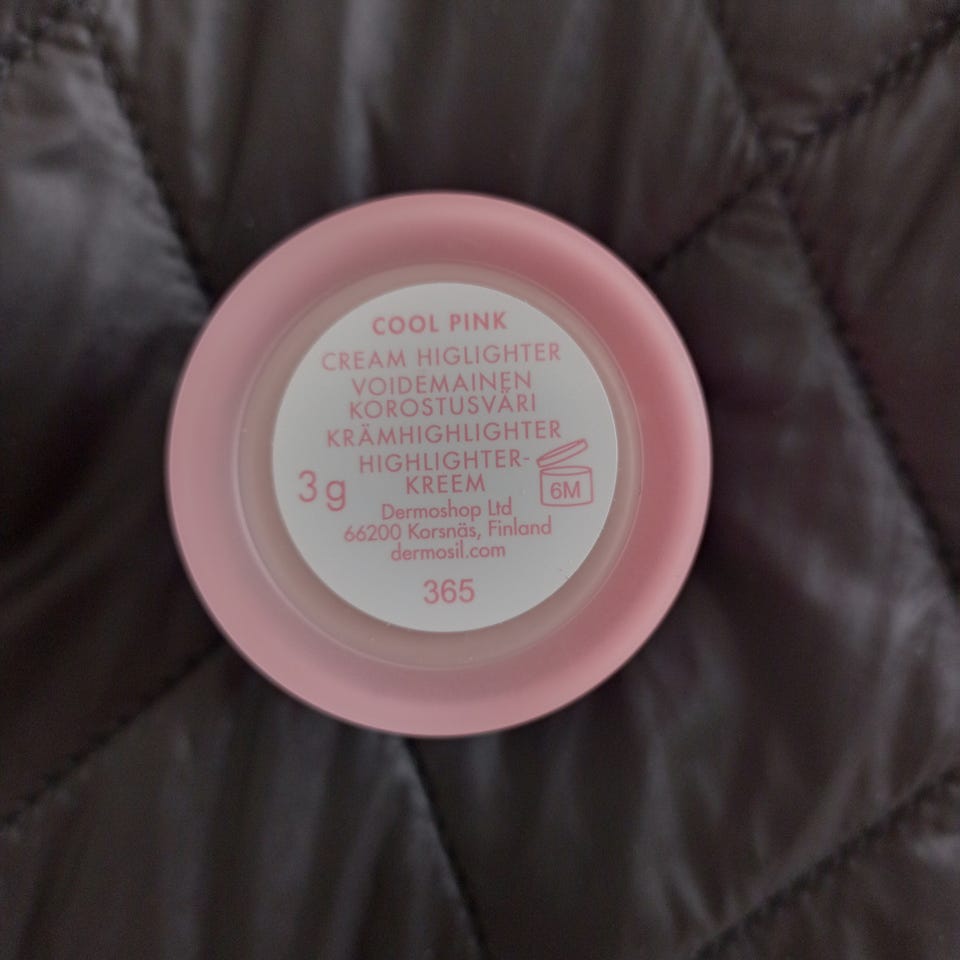 COOL PINK
CREAM HIGLIGHTER
VOIDEMAINEN
KOROSTUSVÄRI
KRÄMHIGHLIGHTER
HIGHLIGHTER-
KREEM
3 g
6M
Dermoshop Ltd
66200 Korsnäs, Finland
dermosil.com
365